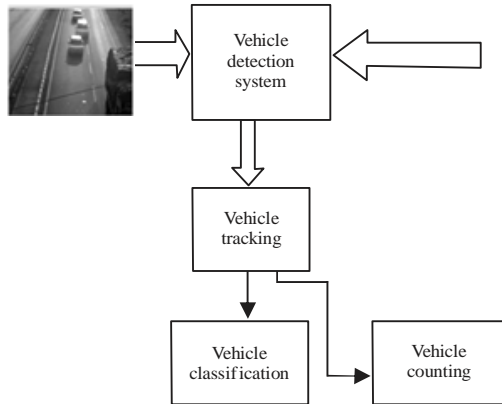 Vehicle
detection
system
Vehicle
tracking
Vehicle
classification
Vehicle
counting